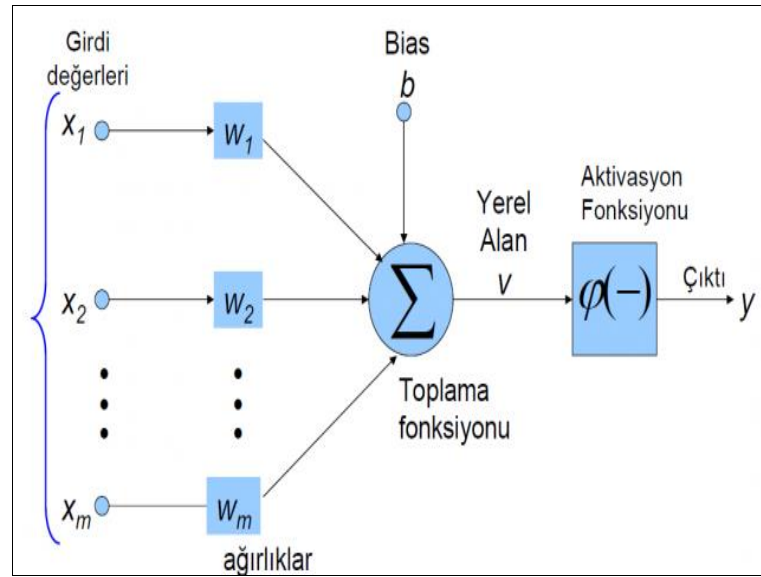 Girdi
değerleri
x₁
w₁
x₂
w₂
xₘ
wₘ
ağırlıklar
Bias
b
∑
Toplama
fonksiyonu
Yerel
Alan
v
Aktivasyon
Fonksiyonu
φ(−)
Çıktı
y